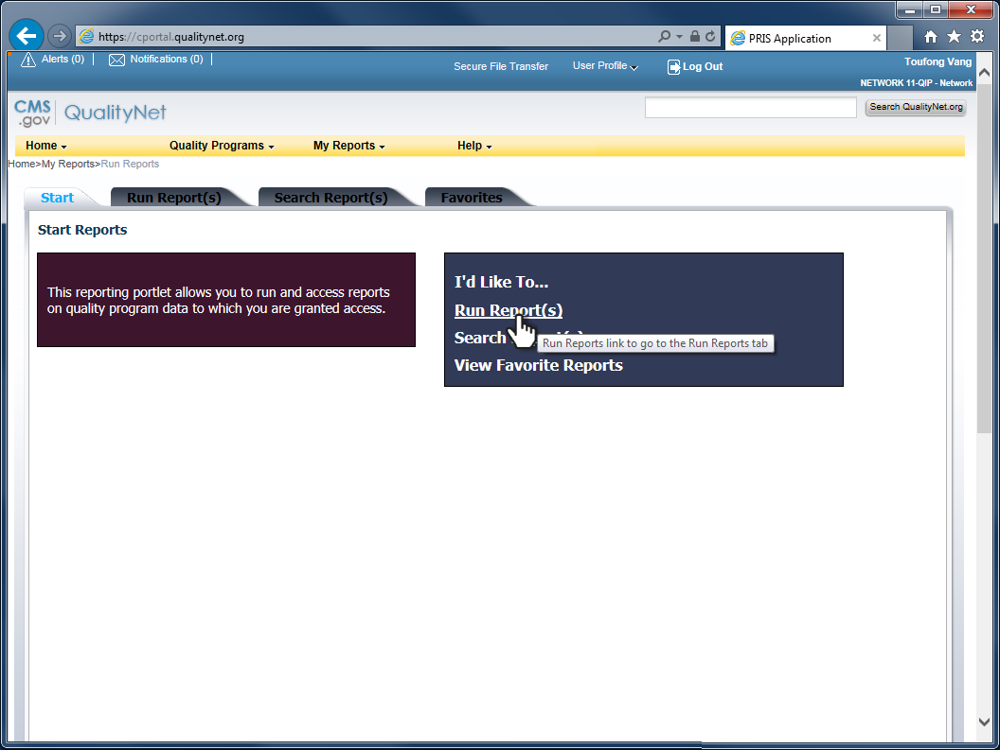 https://cportal.qualitynet.org
PRIS Application
Alerts (0)
Notifications (0)
Secure File Transfer
User Profile
Log Out
Toufong Vang
NETWORK 11-QIP - Network
CMS
.gov
QualityNet
Search QualityNet.org
Home
Quality Programs
My Reports
Help
Home>My Reports>Run Reports
Start
Run Report(s)
Search Report(s)
Favorites
Start Reports
This reporting portlet allows you to run and access reports
on quality program data to which you are granted access.
I'd Like To...
Run Report(s)
Search
Run Reports link to go to the Run Reports tab
View Favorite Reports